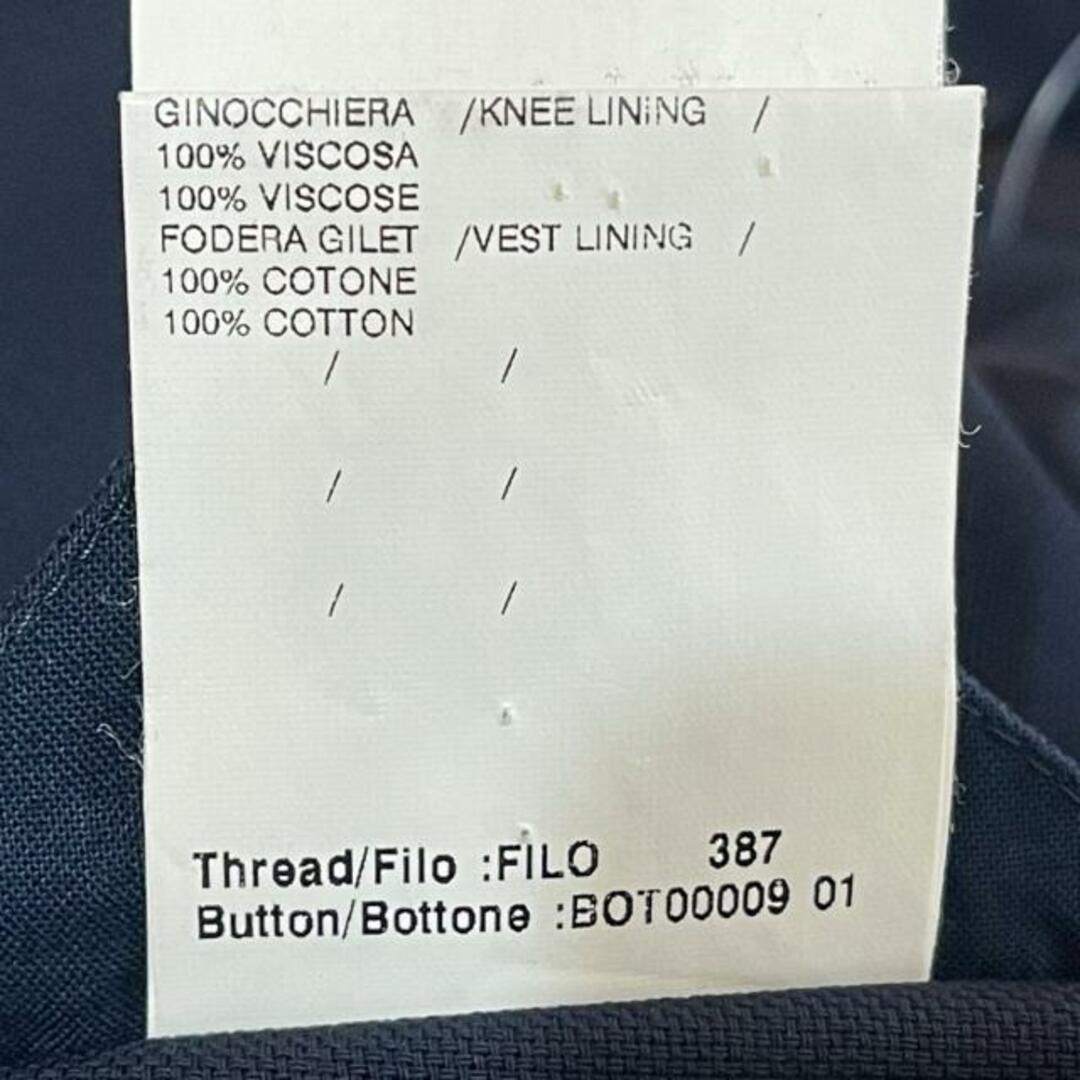 GINOCCHIERA /KNEE LINING /
100% VISCOSA
100% VISCOSE
FODERA GILET /VEST LINING /
100% COTONE
100% COTTON
/ /
/ /
/ /
Thread/Filo :FILO 387
Button/Bottone :BOT00009 01